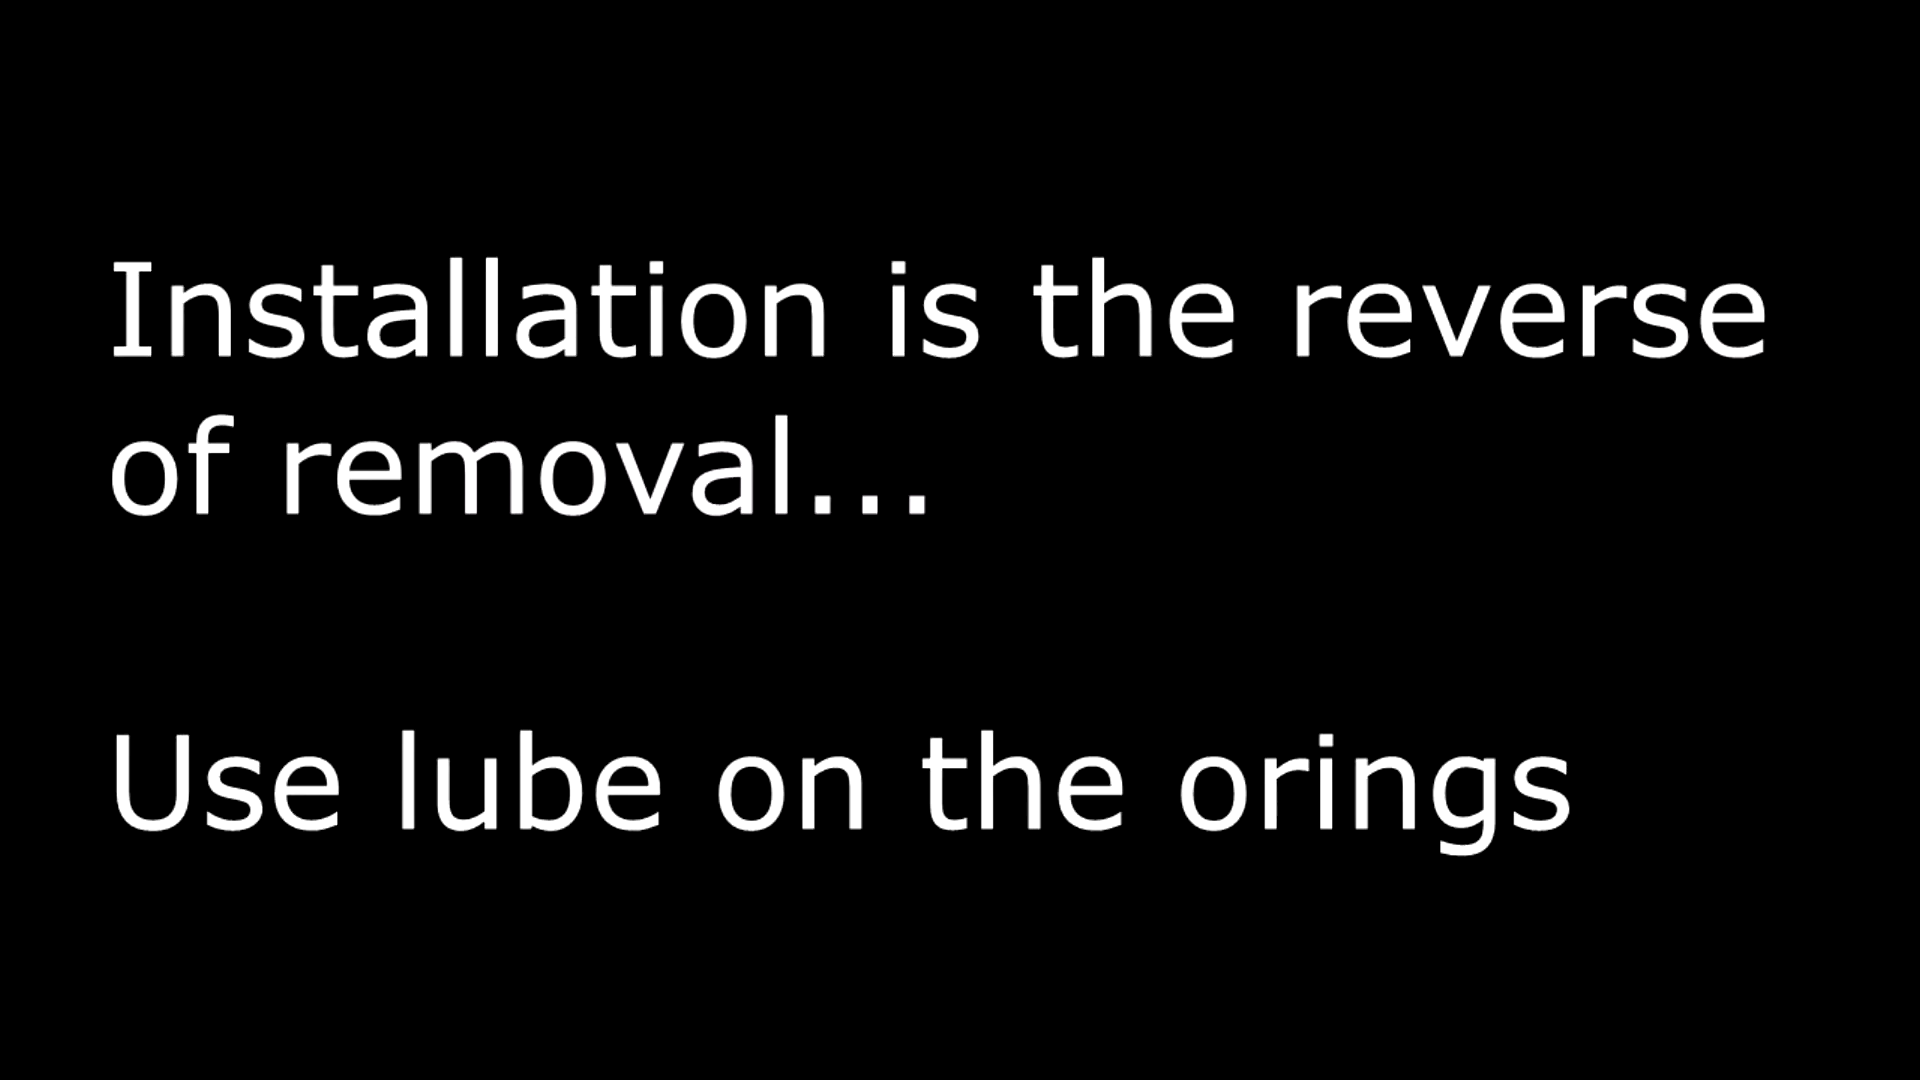 Installation is the reverse
of removal...
Use lube on the orings